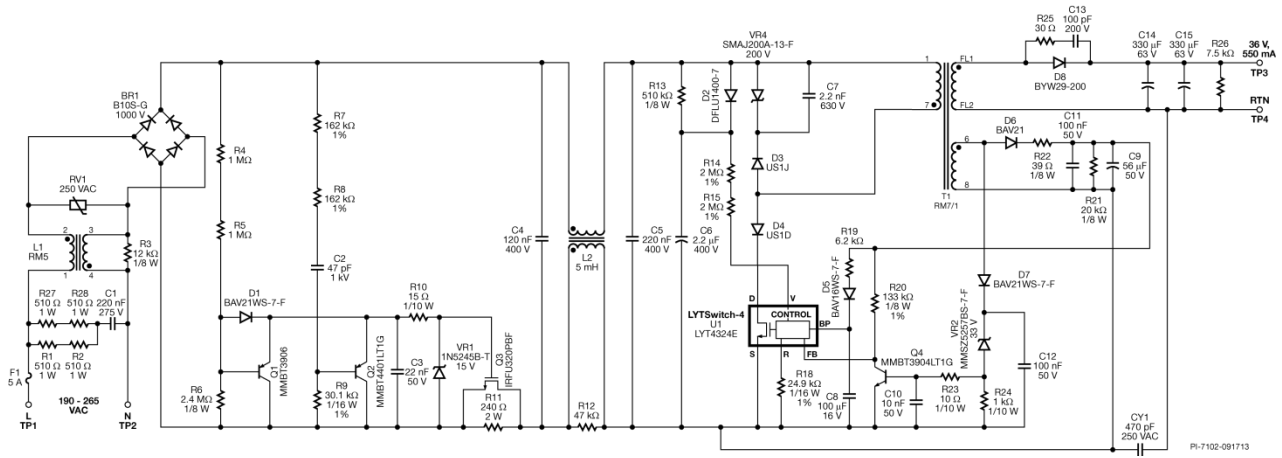 R25
30 Ω
C13
100 pF
200 V
C14
330 µF
63 V
C15
330 µF
63 V
R26
7.5 kΩ
36 V,
550 mA
TP3
RTN
TP4
D8
BYW29-200
FL1
FL2
1
7
6
8
T1
RM7/1
VR4
SMAJ200A-13-F
200 V
D2
DFLU1400-7
R13
510 kΩ
1/8 W
C7
2.2 nF
630 V
D3
US1J
D4
US1D
R14
2 MΩ
1%
R15
2 MΩ
1%
C6
2.2 µF
400 V
C5
220 nF
400 V
L2
5 mH
C4
120 nF
400 V
BR1
B10S-G
1000 V
RV1
250 VAC
L1
RM5
2
3
1
4
R3
12 kΩ
1/8 W
R27
510 Ω
1 W
R28
510 Ω
1 W
C1
220 nF
275 V
R1
510 Ω
1 W
R2
510 Ω
1 W
F1
5 A
L
TP1
190 - 265
VAC
N
TP2
R4
1 MΩ
R5
1 MΩ
R6
2.4 MΩ
1/8 W
R7
162 kΩ
1%
R8
162 kΩ
1%
C2
47 pF
1 kV
D1
BAV21WS-7-F
Q1
MMBT3906
R9
30.1 kΩ
1/16 W
1%
Q2
MMBT4401LT1G
C3
22 nF
50 V
R10
15 Ω
1/10 W
VR1
1N5245B-T
15 V
Q3
IRFU320PBF
R11
240 Ω
2 W
R12
47 kΩ
LYTSwitch-4
U1
LYT4324E
CONTROL
D
V
BP
S
R
FB
R18
24.9 kΩ
1/16 W
1%
C8
100 µF
16 V
R19
6.2 kΩ
D5
BAV16WS-7-F
R20
133 kΩ
1/8 W
1%
Q4
MMBT3904LT1G
C10
10 nF
50 V
R23
10 Ω
1/10 W
R24
1 kΩ
1/10 W
VR2
MMSZ5257BS-7-F
33 V
D7
BAV21WS-7-F
C12
100 nF
50 V
D6
BAV21
R22
39 Ω
1/8 W
C11
100 nF
50 V
R21
20 kΩ
1/8 W
C9
56 µF
50 V
CY1
470 pF
250 VAC
PI-7102-091713